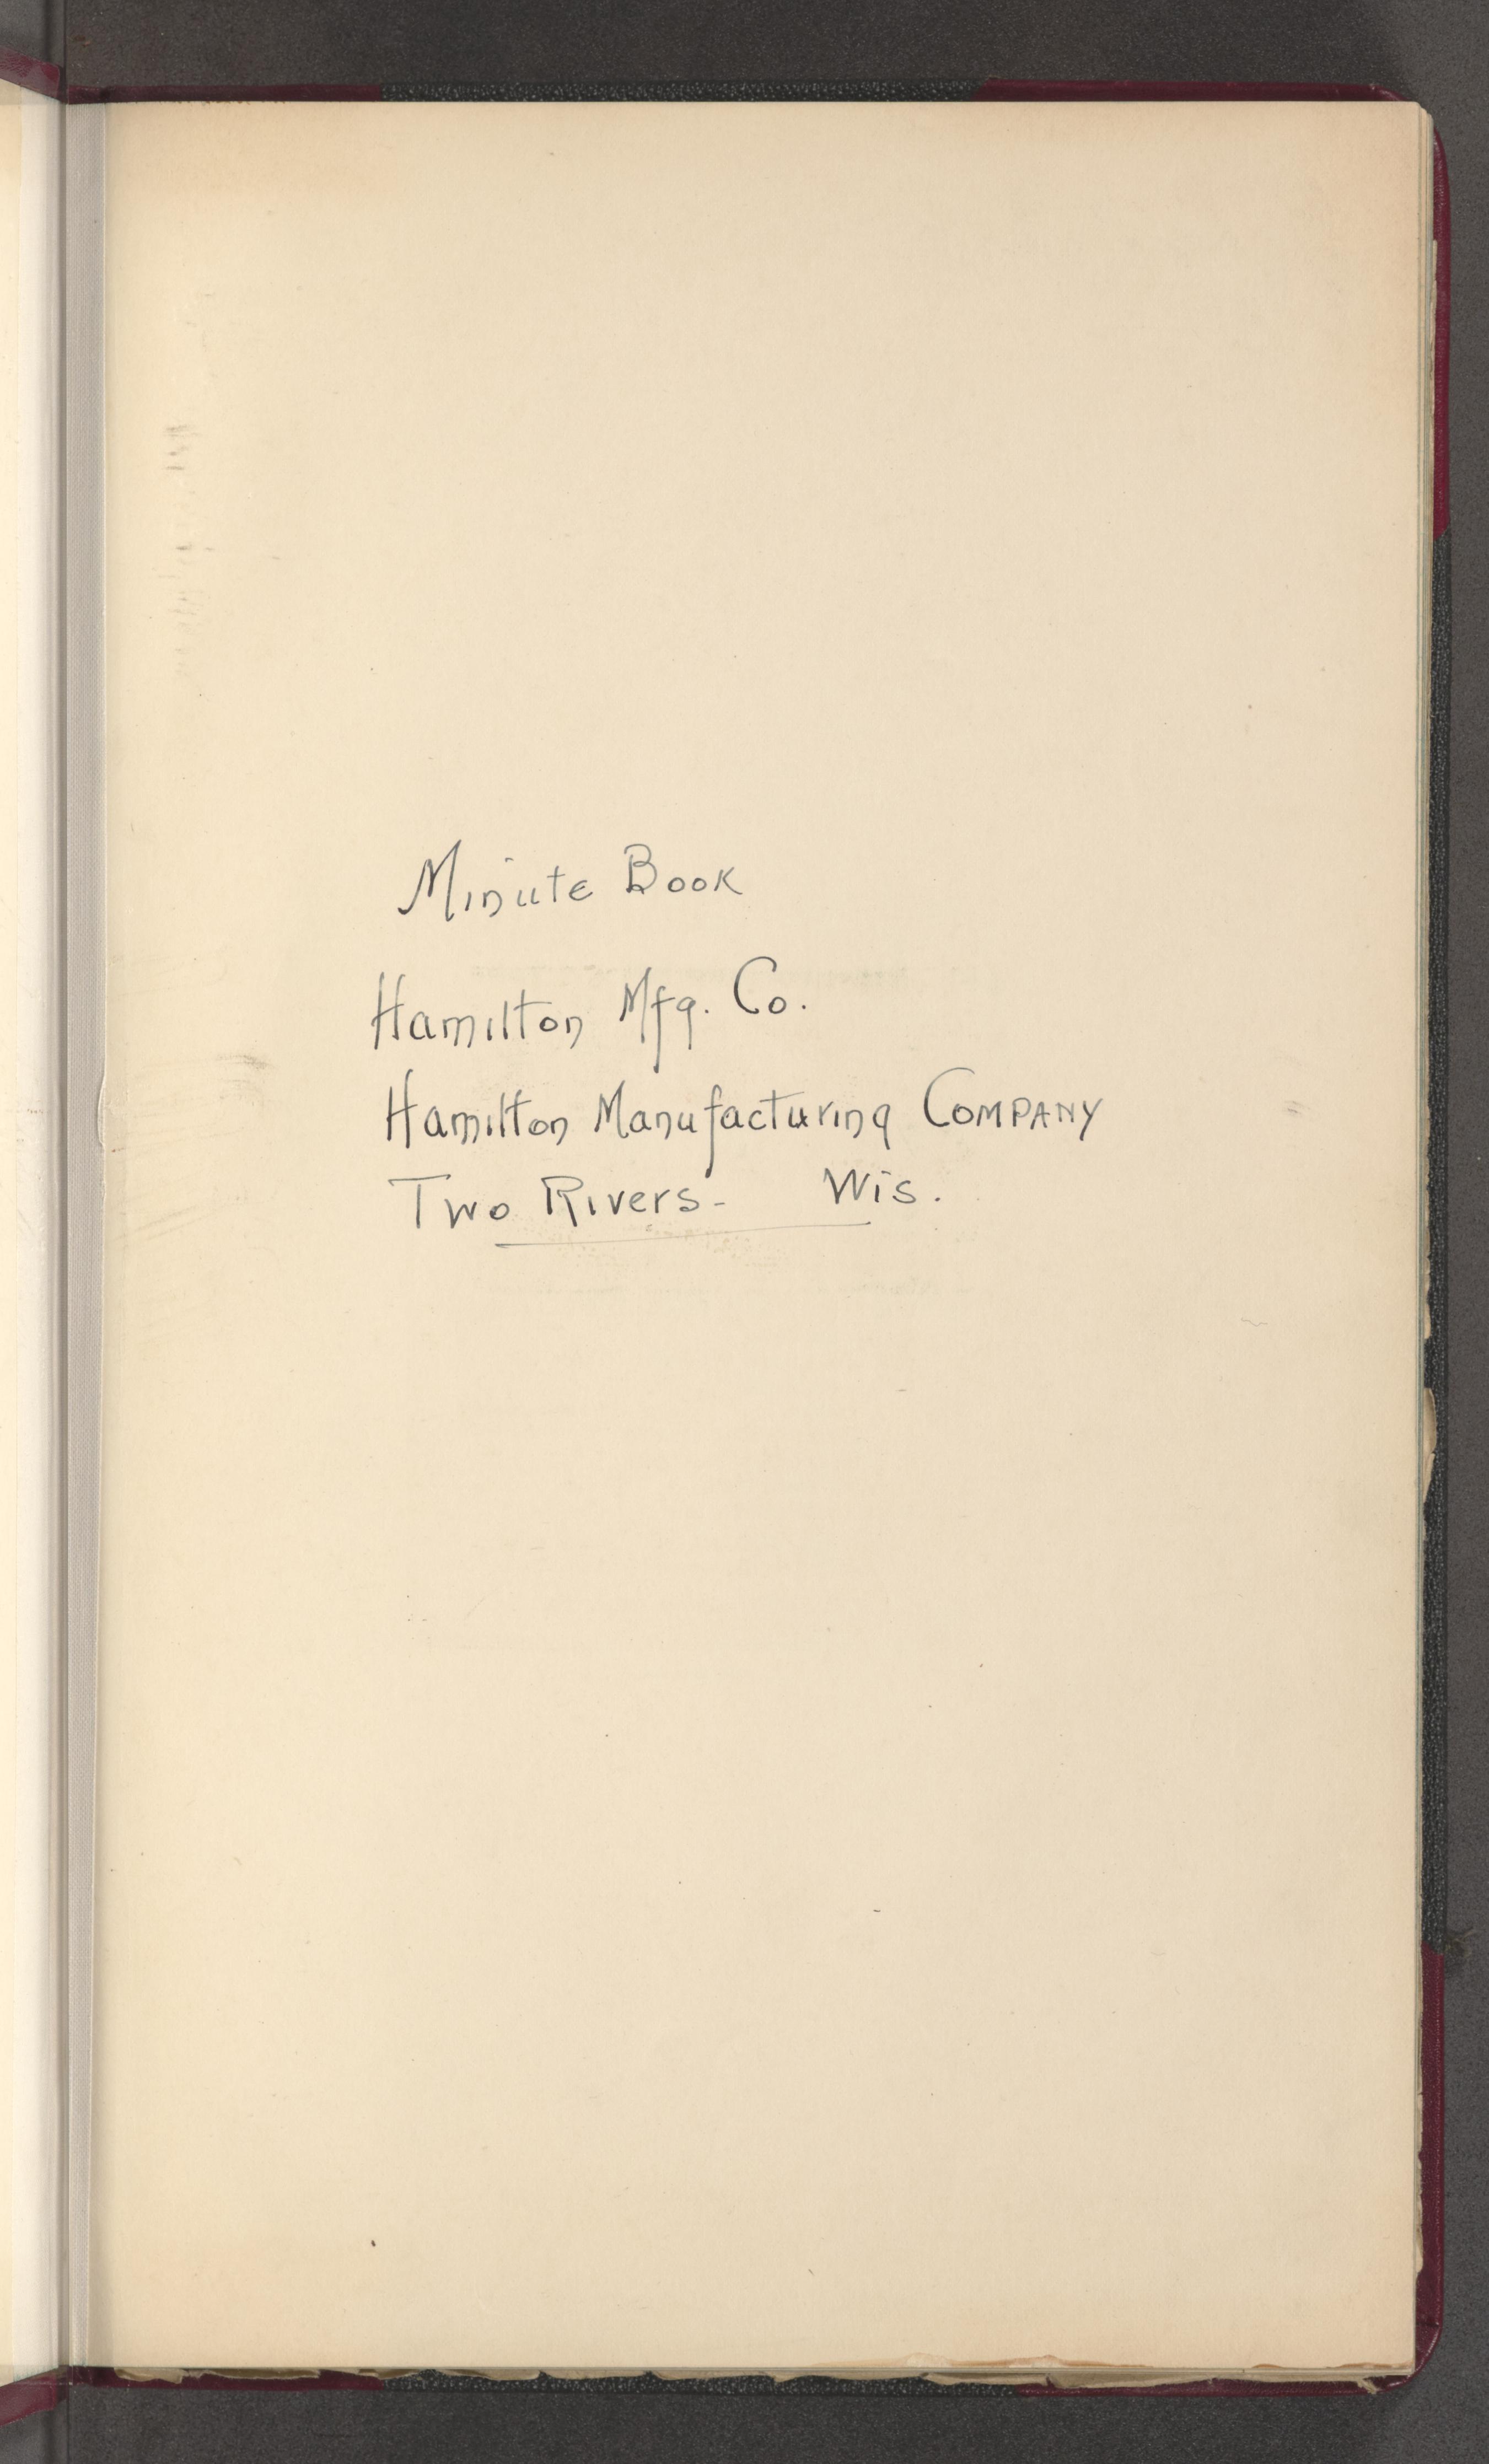 Minute Book
Hamilton Mfg. Co.
Hamilton Manufacturing COMPANY
Two Rivers- Wis.